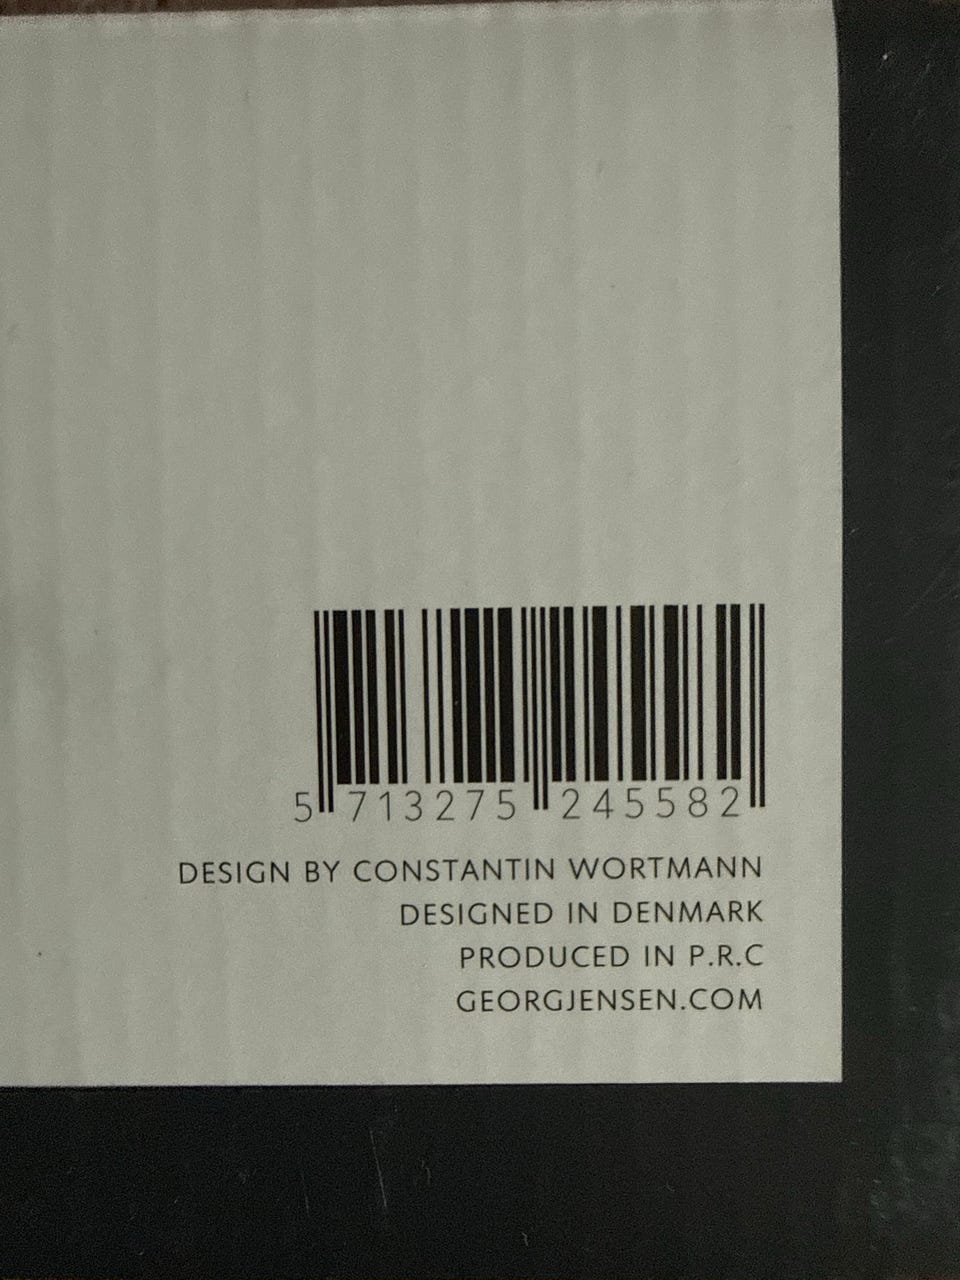 5 713275 245582
DESIGN BY CONSTANTIN WORTMANN
DESIGNED IN DENMARK
PRODUCED IN P.R.C
GEORGJENSEN.COM